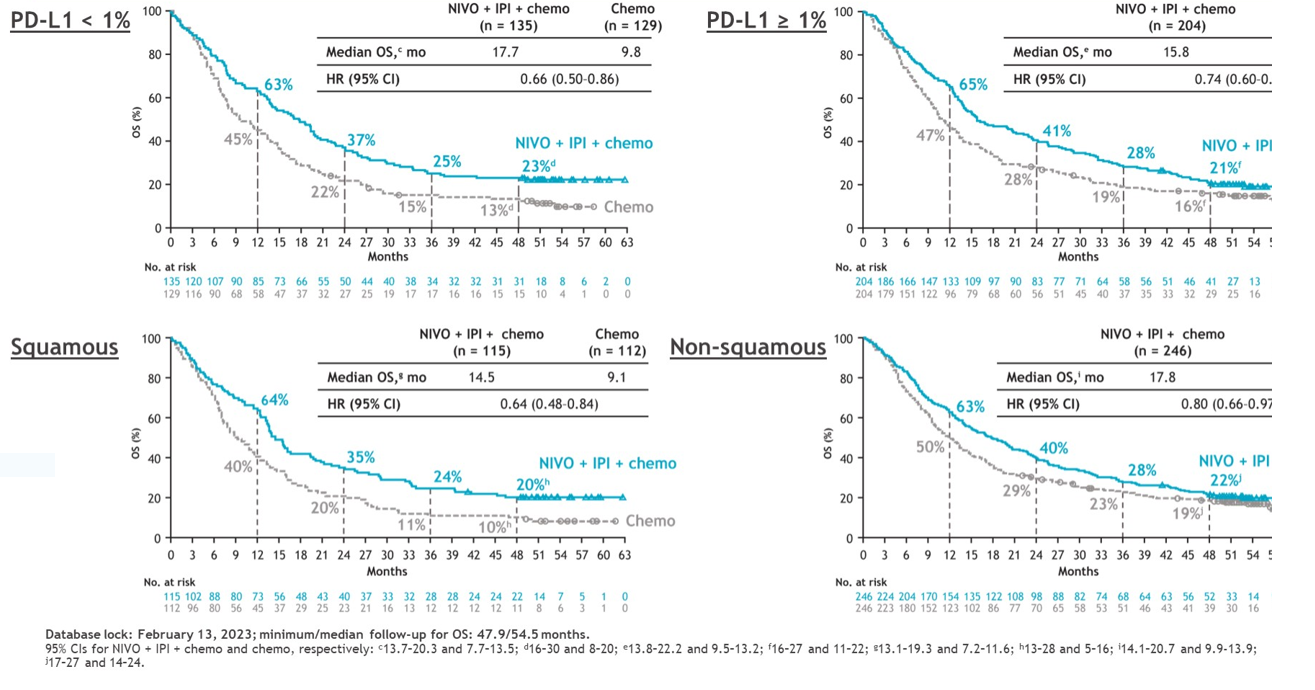 PD-L1 < 1%
NIVO + IPI + chemo Chemo
(n = 135) (n = 129)
Median OS,ᶜ mo 17.7 9.8
HR (95% CI) 0.66 (0.50-0.86)
OS (%)
100
80
60
40
20
0
63%
45%
37%
22%
25%
15%
NIVO + IPI + chemo
23%ᵈ
13%ᵈ
Chemo
0 3 6 9 12 15 18 21 24 27 30 33 36 39 42 45 48 51 54 57 60 63
Months
No. at risk
135 120 107 90 85 73 66 55 50 44 40 38 34 32 32 31 31 18 8 6 2 0
129 116 90 68 58 47 37 32 27 25 19 17 17 16 16 15 15 10 4 1 0 0
PD-L1 ≥ 1%
NIVO + IPI + chemo
(n = 204)
Median OS,ᵉ mo 15.8
HR (95% CI) 0.74 (0.60-0.
OS (%)
100
80
60
40
20
0
65%
47%
41%
28%
28%
19%
NIVO + IPI
21%ᶠ
16%ᶠ
0 3 6 9 12 15 18 21 24 27 30 33 36 39 42 45 48 51 54 5
Months
No. at risk
204 186 166 147 133 109 97 90 83 77 71 64 58 56 51 46 41 27 13
204 179 151 122 96 79 68 60 56 51 45 40 37 35 33 32 29 25 16
Squamous
NIVO + IPI + chemo Chemo
(n = 115) (n = 112)
Median OS,ᵍ mo 14.5 9.1
HR (95% CI) 0.64 (0.48-0.84)
OS (%)
100
80
60
40
20
0
64%
40%
35%
20%
24%
11%
NIVO + IPI + chemo
20%ʰ
10%ʰ
Chemo
0 3 6 9 12 15 18 21 24 27 30 33 36 39 42 45 48 51 54 57 60 63
Months
No. at risk
115 102 88 80 73 56 48 43 40 37 33 32 28 28 24 24 22 14 7 5 1 0
112 96 80 56 45 37 29 25 23 21 16 13 12 12 12 12 11 8 6 3 1 0
Non-squamous
NIVO + IPI + chemo
(n = 246)
Median OS,ⁱ mo 17.8
HR (95% CI) 0.80 (0.66-0.97
OS (%)
100
80
60
40
20
0
63%
50%
40%
29%
28%
23%
NIVO + IPI
22%ʲ
19%ʲ
0 3 6 9 12 15 18 21 24 27 30 33 36 39 42 45 48 51 54 5
Months
No. at risk
246 224 204 170 154 135 122 108 98 88 82 74 68 64 63 56 52 33 14
246 223 180 152 123 102 86 77 70 65 58 53 51 46 43 41 39 30 16
Database lock: February 13, 2023; minimum/median follow-up for OS: 47.9/54.5 months.
95% CIs for NIVO + IPI + chemo and chemo, respectively: ᶜ13.7-20.3 and 7.7-13.5; ᵈ16-30 and 8-20; ᵉ13.8-22.2 and 9.5-13.2; ᶠ16-27 and 11-22; ᵍ13.1-19.3 and 7.2-11.6; ʰ13-28 and 5-16; ⁱ14.1-20.7 and 9.9-13.9;
ʲ17-27 and 14-24.